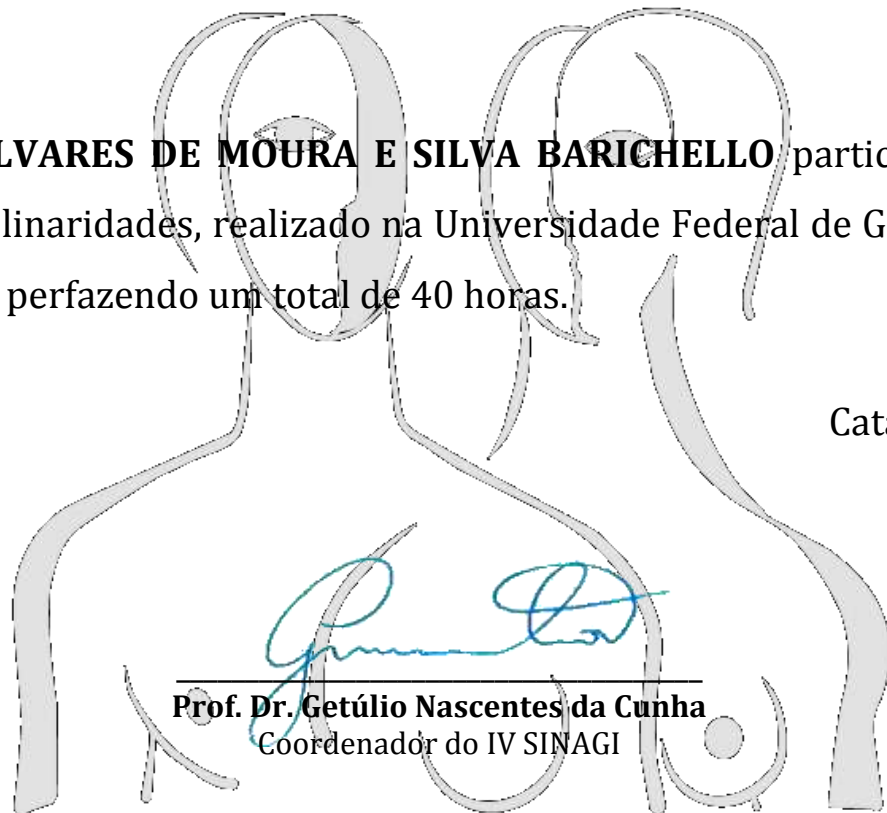 LVARES DE MOURA E SILVA BARICHELLO partic
linaridades, realizado na Universidade Federal de G
perfazendo um total de 40 horas.
Cata
Prof. Dr. Getúlio Nascentes da Cunha
Coordenador do IV SINAGI